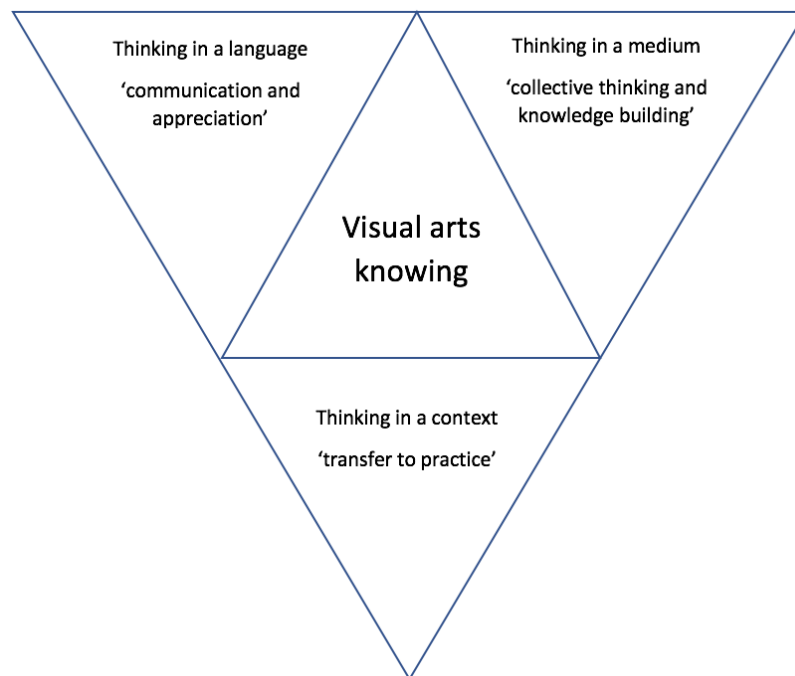 Thinking in a language
‘communication and
appreciation’
Thinking in a medium
‘collective thinking and
knowledge building’
Visual arts
knowing
Thinking in a context
‘transfer to practice’